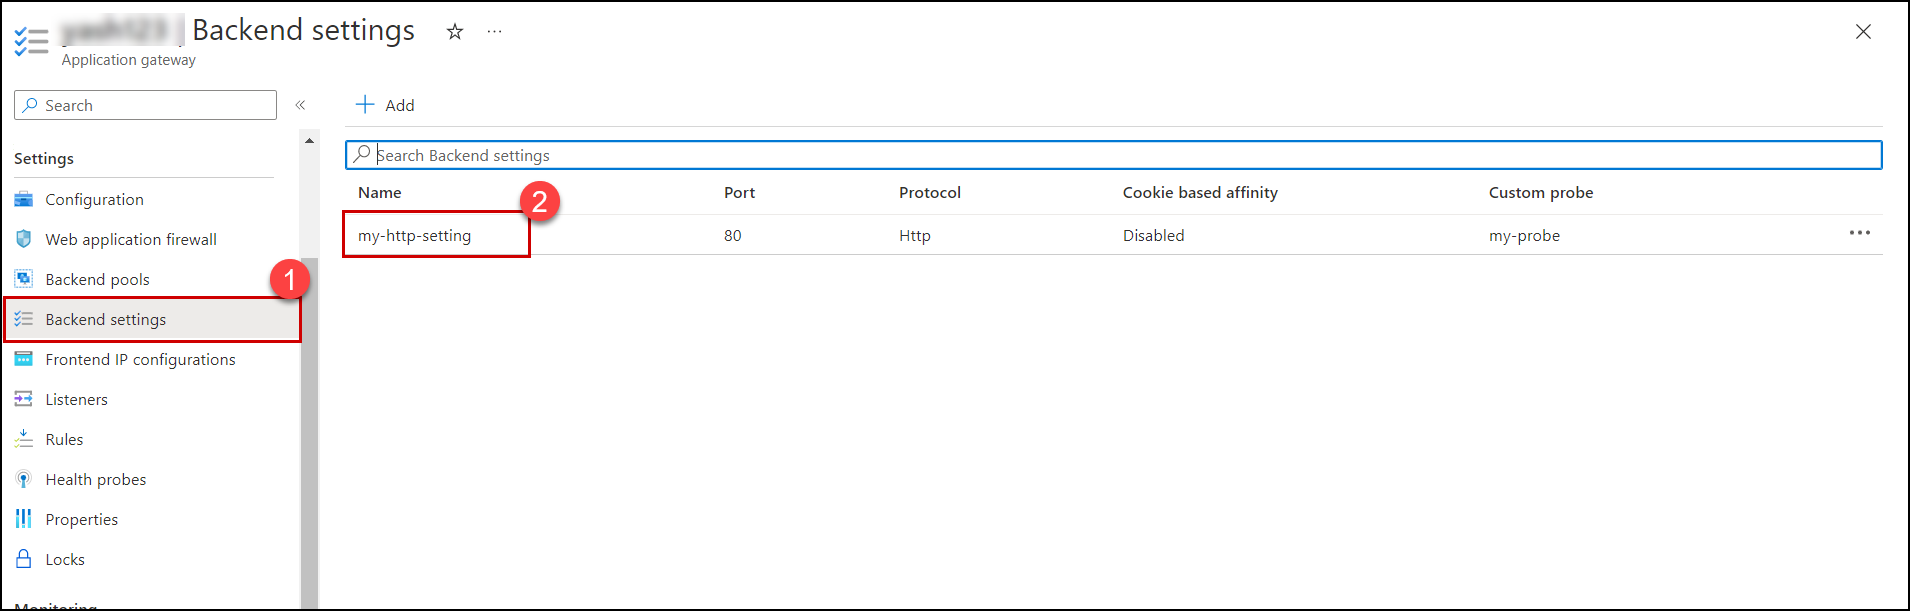 Backend settings
Application gateway
Search
Add
Settings
Configuration
Web application firewall
Backend pools
1
Backend settings
Frontend IP configurations
Listeners
Rules
Health probes
Properties
Locks
Monitoring
Search Backend settings
Name Port Protocol Cookie based affinity Custom probe
2
my-http-setting 80 Http Disabled my-probe